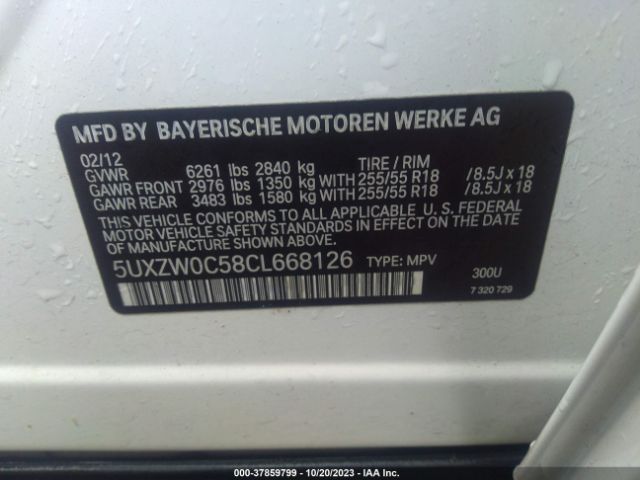 MFD BY BAYERISCHE MOTOREN WERKE AG
02/12 TIRE / RIM
GVWR 6261 lbs 2840 kg
GAWR FRONT 2976 lbs 1350 kg WITH 255/55 R18 / 8.5J x 18
GAWR REAR 3483 lbs 1580 kg WITH 255/55 R18 / 8.5J x 18
THIS VEHICLE CONFORMS TO ALL APPLICABLE U. S. FEDERAL
MOTOR VEHICLE SAFETY STANDARDS IN EFFECT ON THE DATE
OF MANUFACTURE SHOWN ABOVE.
5UXZW0C58CL668126 TYPE: MPV
300U
7 320 729
000-37859799 - 10/20/2023 - IAA Inc.